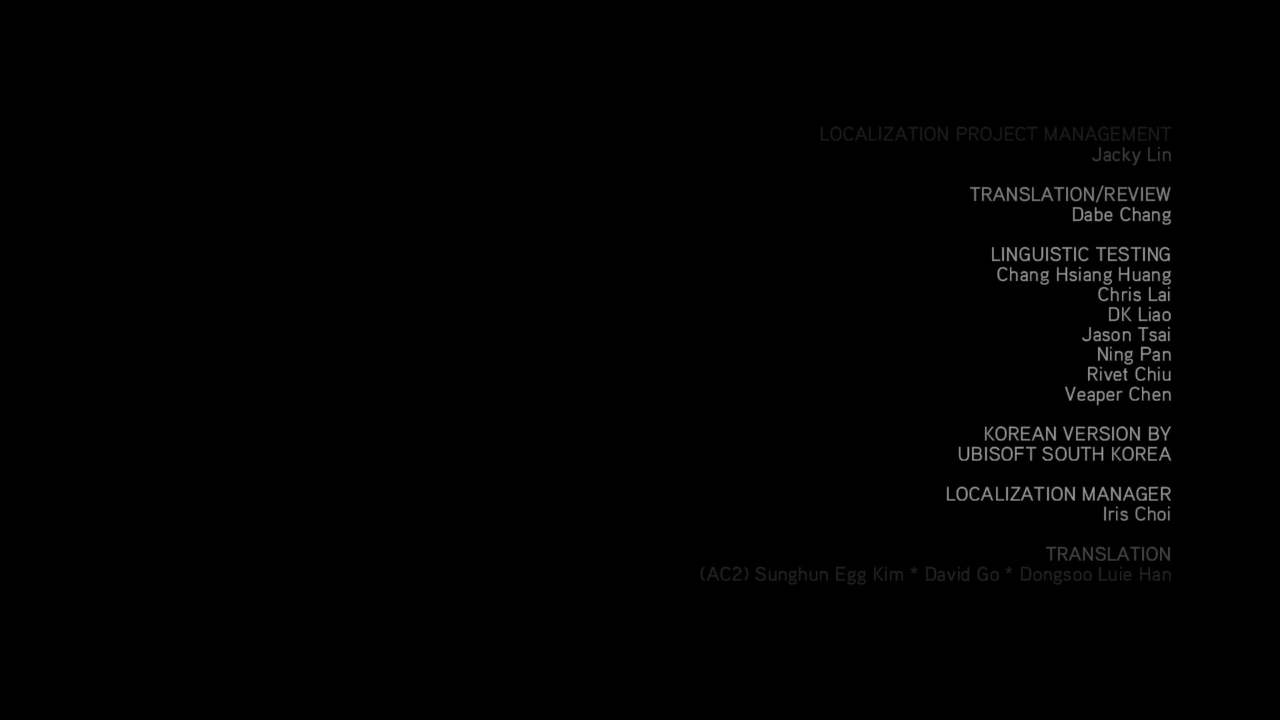 LOCALIZATION PROJECT MANAGEMENT
Jacky Lin
TRANSLATION/REVIEW
Dabe Chang
LINGUISTIC TESTING
Chang Hsiang Huang
Chris Lai
DK Liao
Jason Tsai
Ning Pan
Rivet Chiu
Veaper Chen
KOREAN VERSION BY
UBISOFT SOUTH KOREA
LOCALIZATION MANAGER
Iris Choi
TRANSLATION
(AC2) Sunghun Egg Kim * David Go * Dongsoo Luie Han